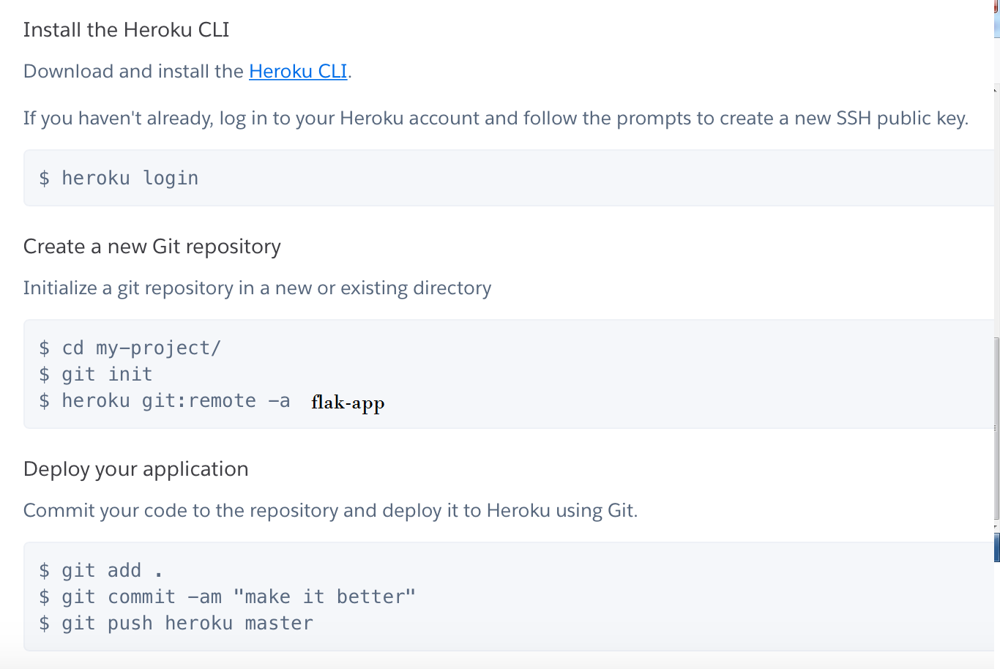 Install the Heroku CLI
Download and install the Heroku CLI.
If you haven't already, log in to your Heroku account and follow the prompts to create a new SSH public key.
$ heroku login
Create a new Git repository
Initialize a git repository in a new or existing directory
$ cd my-project/
$ git init
$ heroku git:remote -a flak-app
Deploy your application
Commit your code to the repository and deploy it to Heroku using Git.
$ git add .
$ git commit -am "make it better"
$ git push heroku master